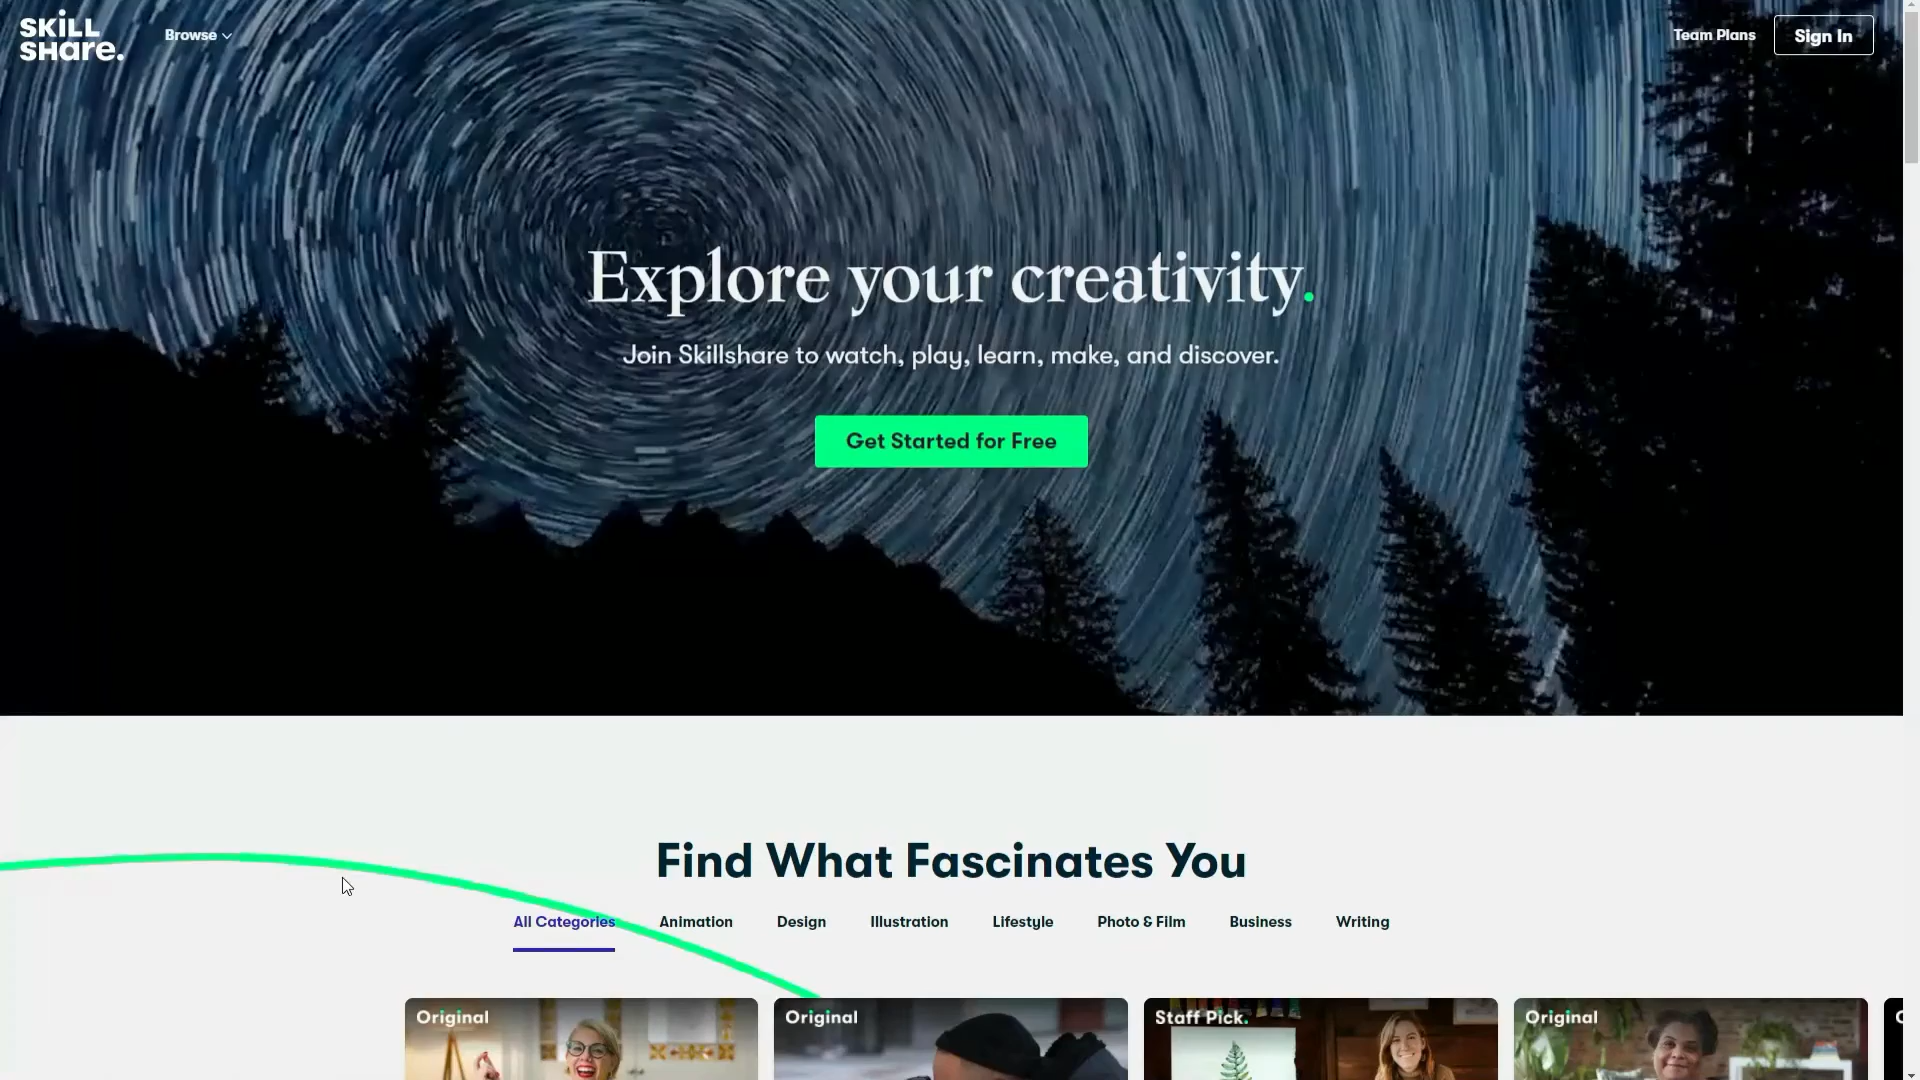 SKILL
SHare.
Browse
Team Plans
Sign In
Explore your creativity.
Join Skillshare to watch, play, learn, make, and discover.
Get Started for Free
Find What Fascinates You
All Categories
Animation
Design
Illustration
Lifestyle
Photo & Film
Business
Writing
Original
Original
Staff Pick.
Original